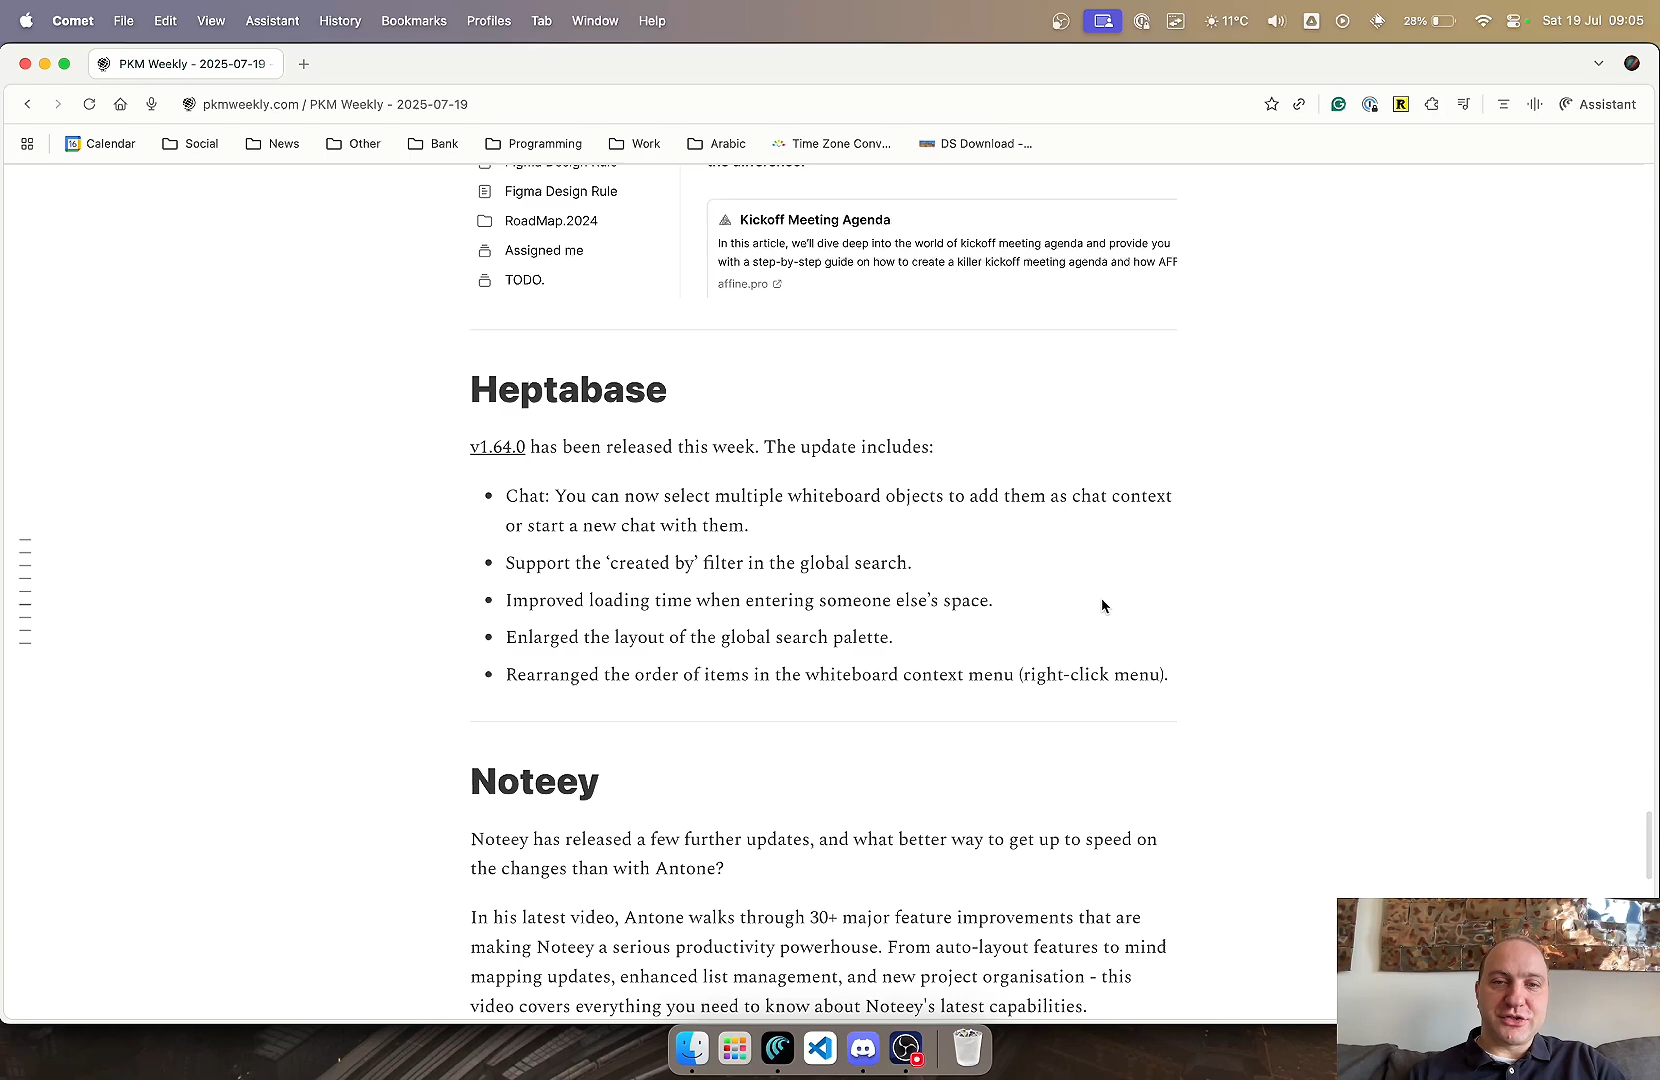 Comet File Edit View Assistant History Bookmarks Profiles Tab Window Help 11°C 28% Sat 19 Jul 09:05
PKM Weekly - 2025-07-19 -
pkmweekly.com / PKM Weekly - 2025-07-19 Assistant
Calendar Social News Other Bank Programming Work Arabic Time Zone Conv... DS Download -...
Figma Design Rule
the difference.
Figma Design Rule
RoadMap.2024
Assigned me
TODO.
Kickoff Meeting Agenda
In this article, we'll dive deep into the world of kickoff meeting agenda and provide you
with a step-by-step guide on how to create a killer kickoff meeting agenda and how AFF
affine.pro
Heptabase
v1.64.0 has been released this week. The update includes:
• Chat: You can now select multiple whiteboard objects to add them as chat context
or start a new chat with them.
• Support the ‘created by’ filter in the global search.
• Improved loading time when entering someone else’s space.
• Enlarged the layout of the global search palette.
• Rearranged the order of items in the whiteboard context menu (right-click menu).
Noteey
Noteey has released a few further updates, and what better way to get up to speed on
the changes than with Antone?
In his latest video, Antone walks through 30+ major feature improvements that are
making Noteey a serious productivity powerhouse. From auto-layout features to mind
mapping updates, enhanced list management, and new project organisation - this
video covers everything you need to know about Noteey's latest capabilities.